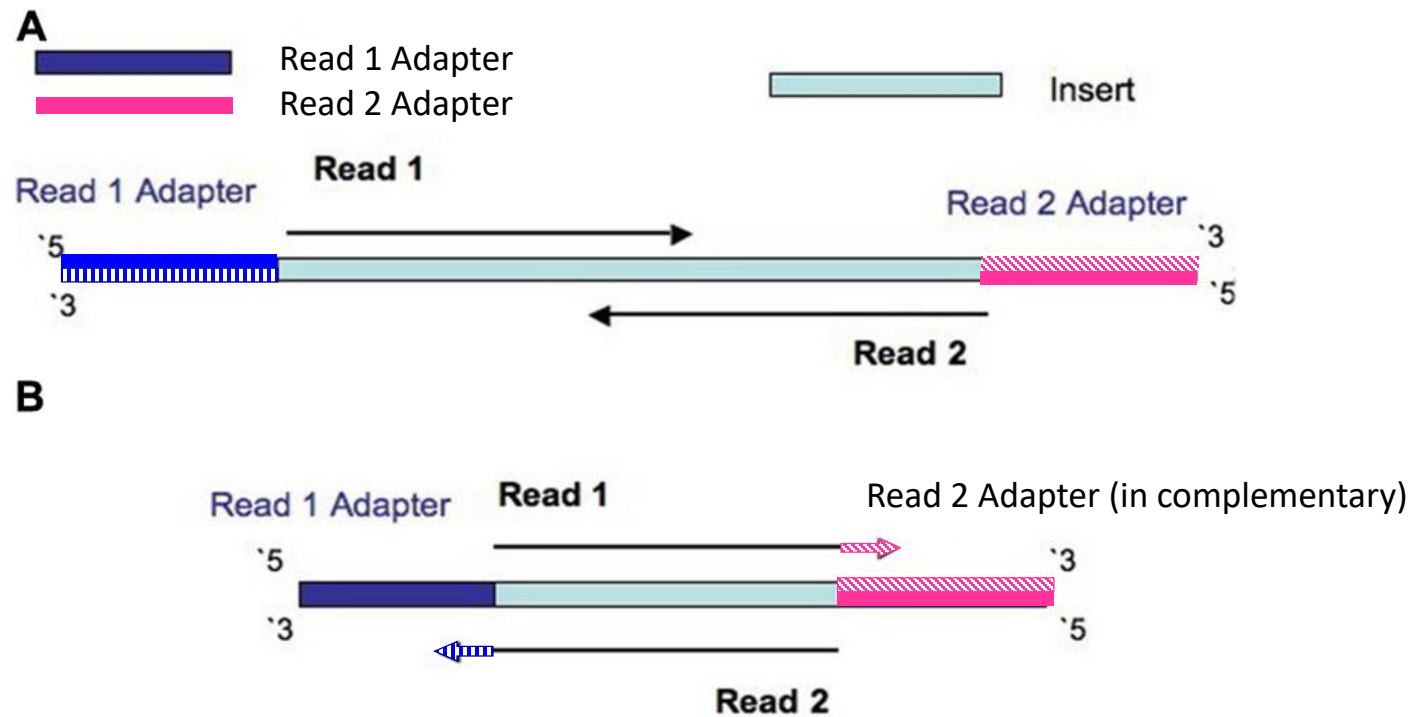 A
Read 1 Adapter
Read 2 Adapter
Insert
Read 1
Read 1 Adapter
Read 2 Adapter
`5
`3
`3
`5
Read 2
B
Read 1 Adapter
Read 1
Read 2 Adapter (in complementary)
`5
`3
`3
`5
Read 2